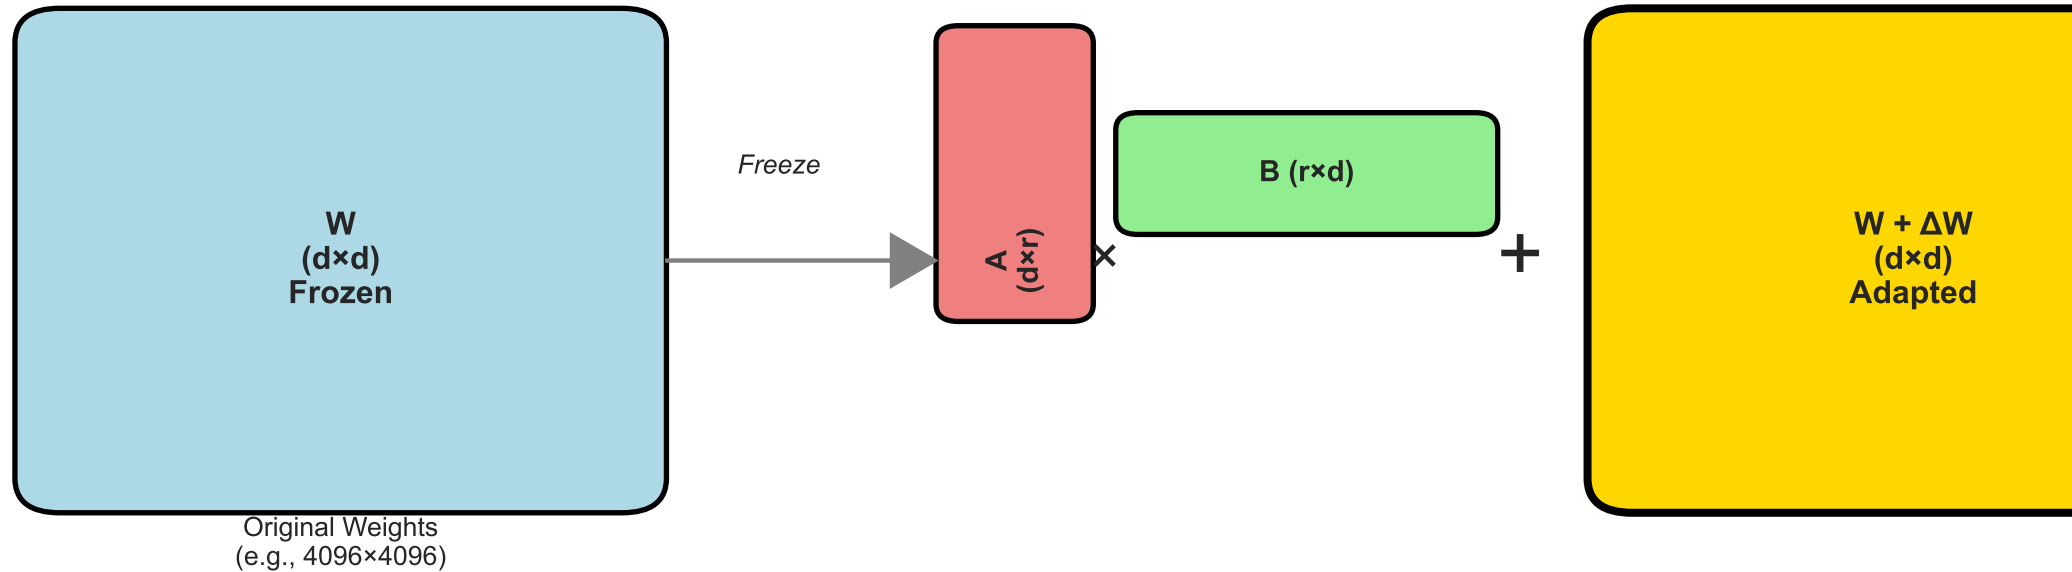 W
(d×d)
Frozen
Original Weights
(e.g., 4096×4096)
Freeze
A
(d×r)
×
B (r×d)
+
W + ΔW
(d×d)
Adapted